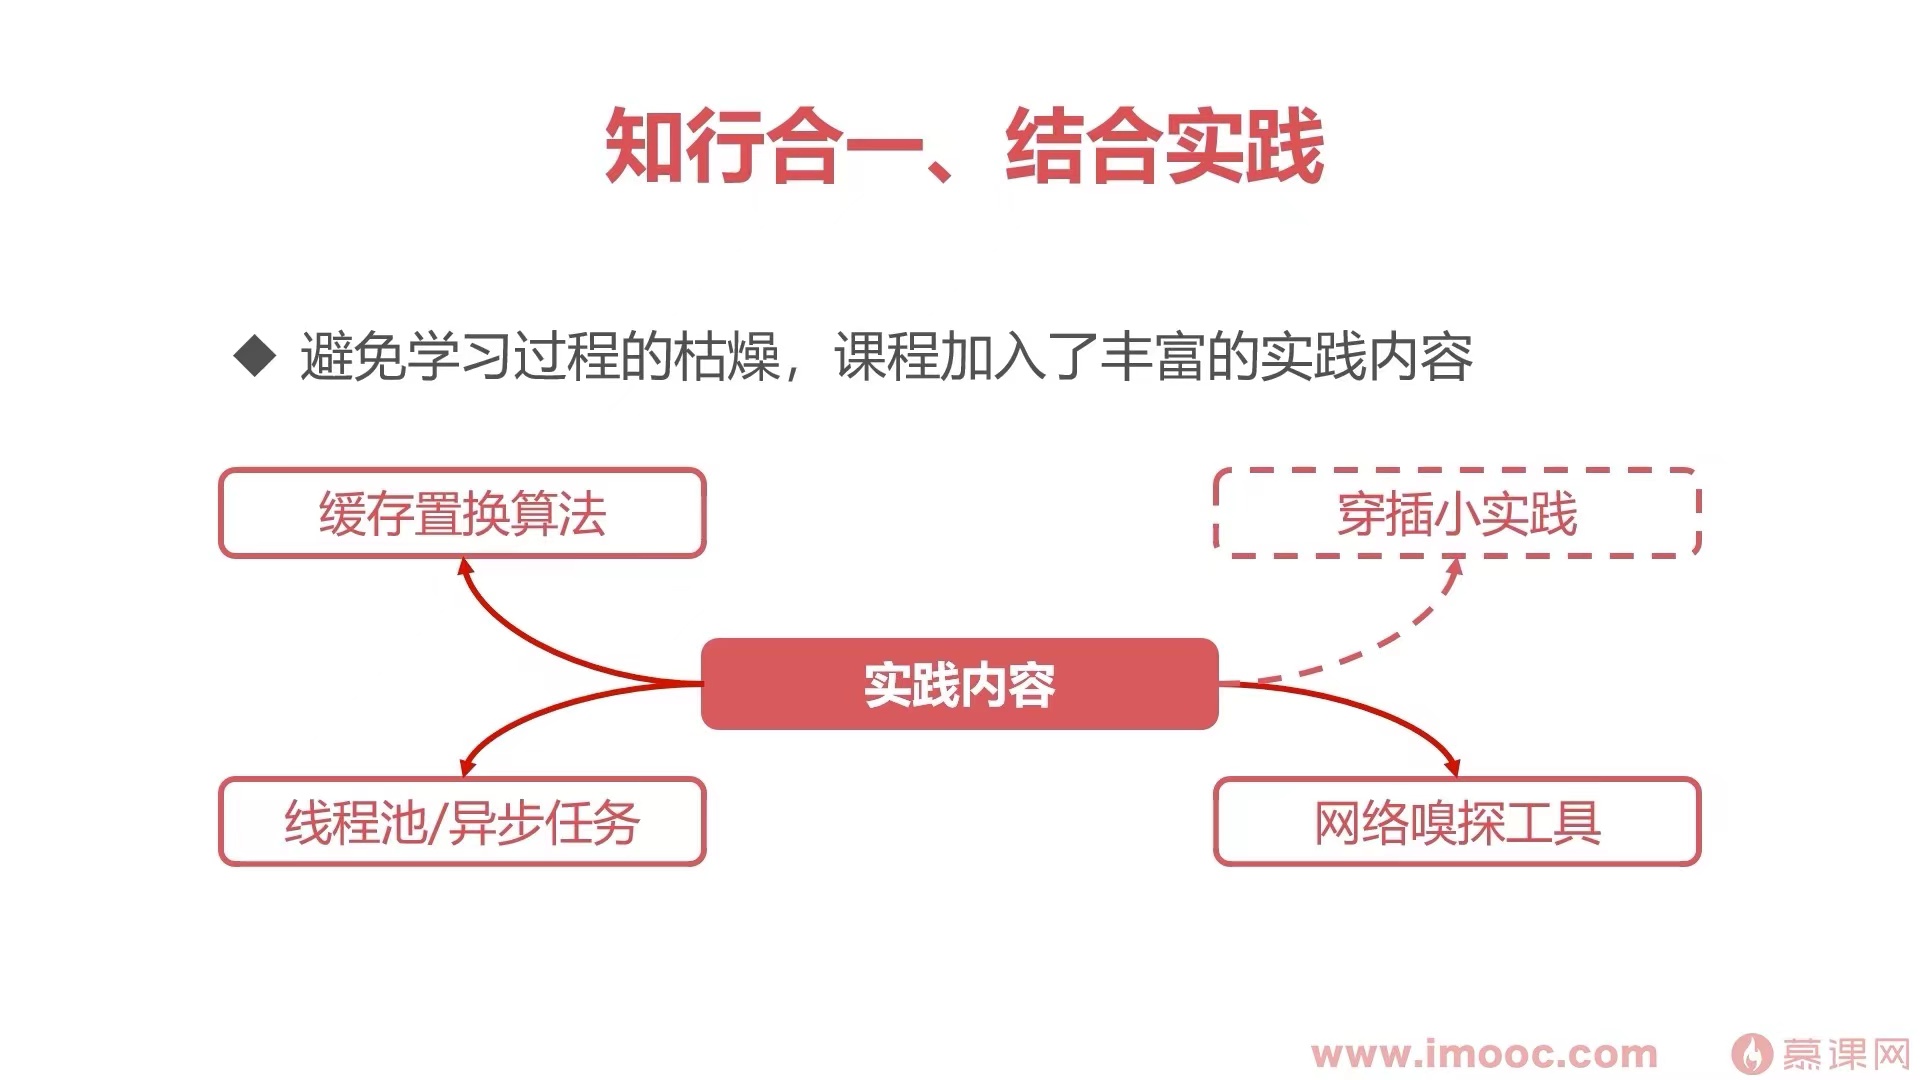 知行合一、结合实践
◆ 避免学习过程的枯燥，课程加入了丰富的实践内容
缓存置换算法
穿插小实践
实践内容
线程池/异步任务
网络嗅探工具
www.imooc.com 慕课网